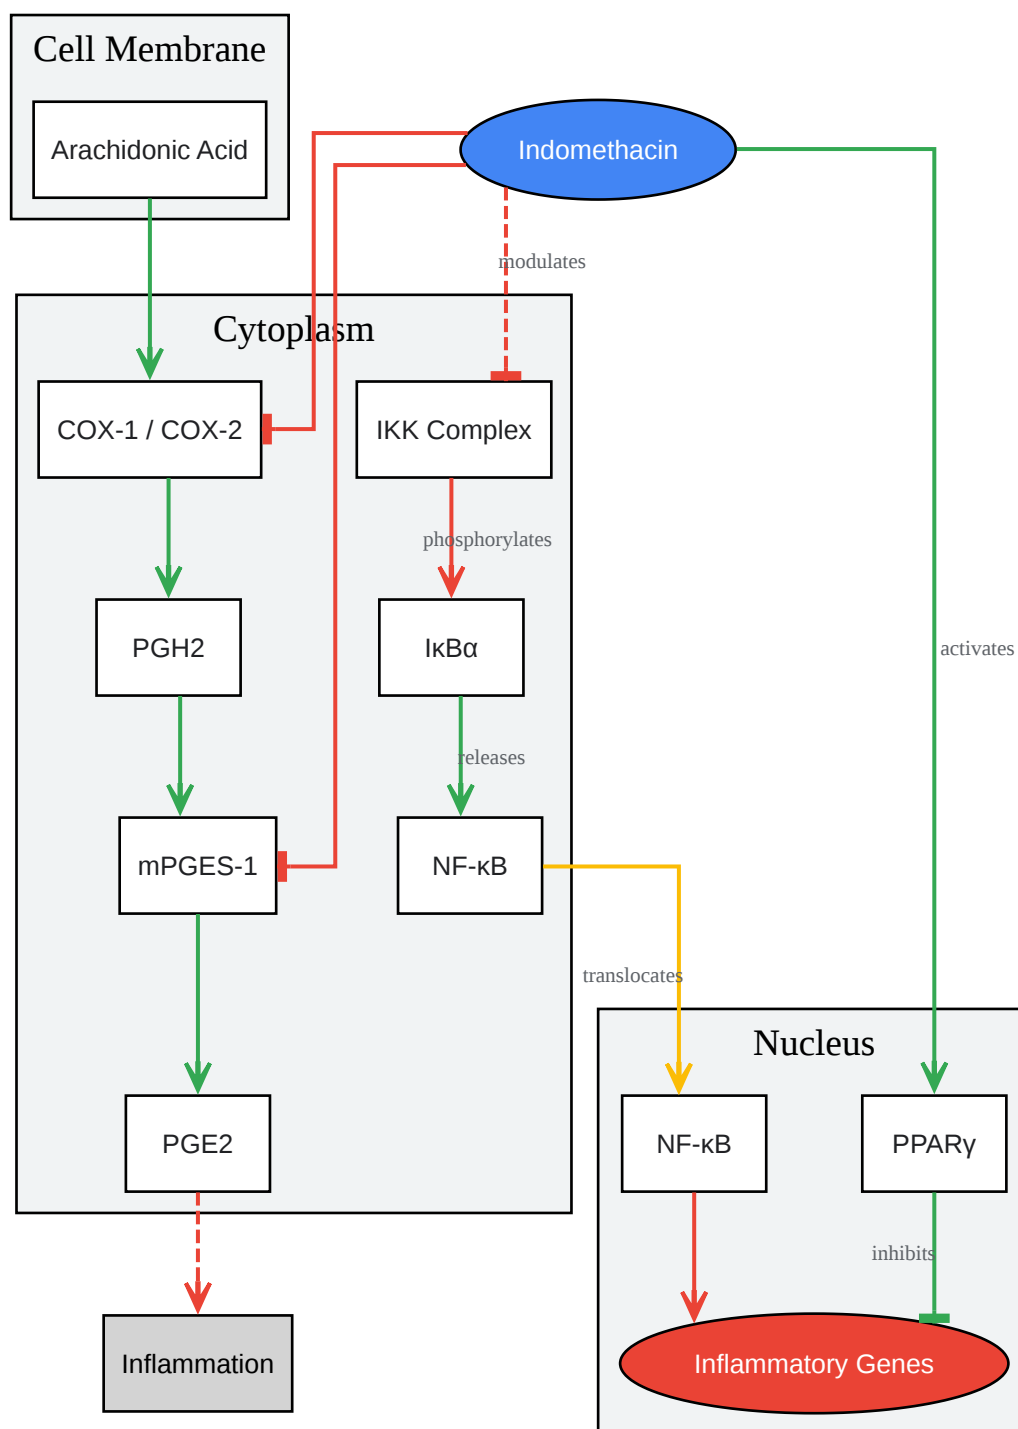 Cell Membrane
Arachidonic Acid
Indomethacin
modulates
Cytoplasm
COX-1 / COX-2
IKK Complex
phosphorylates
PGH2
IκBα
activates
releases
mPGES-1
NF-κB
translocates
Nucleus
PGE2
NF-κB
PPARγ
inhibits
Inflammation
Inflammatory Genes